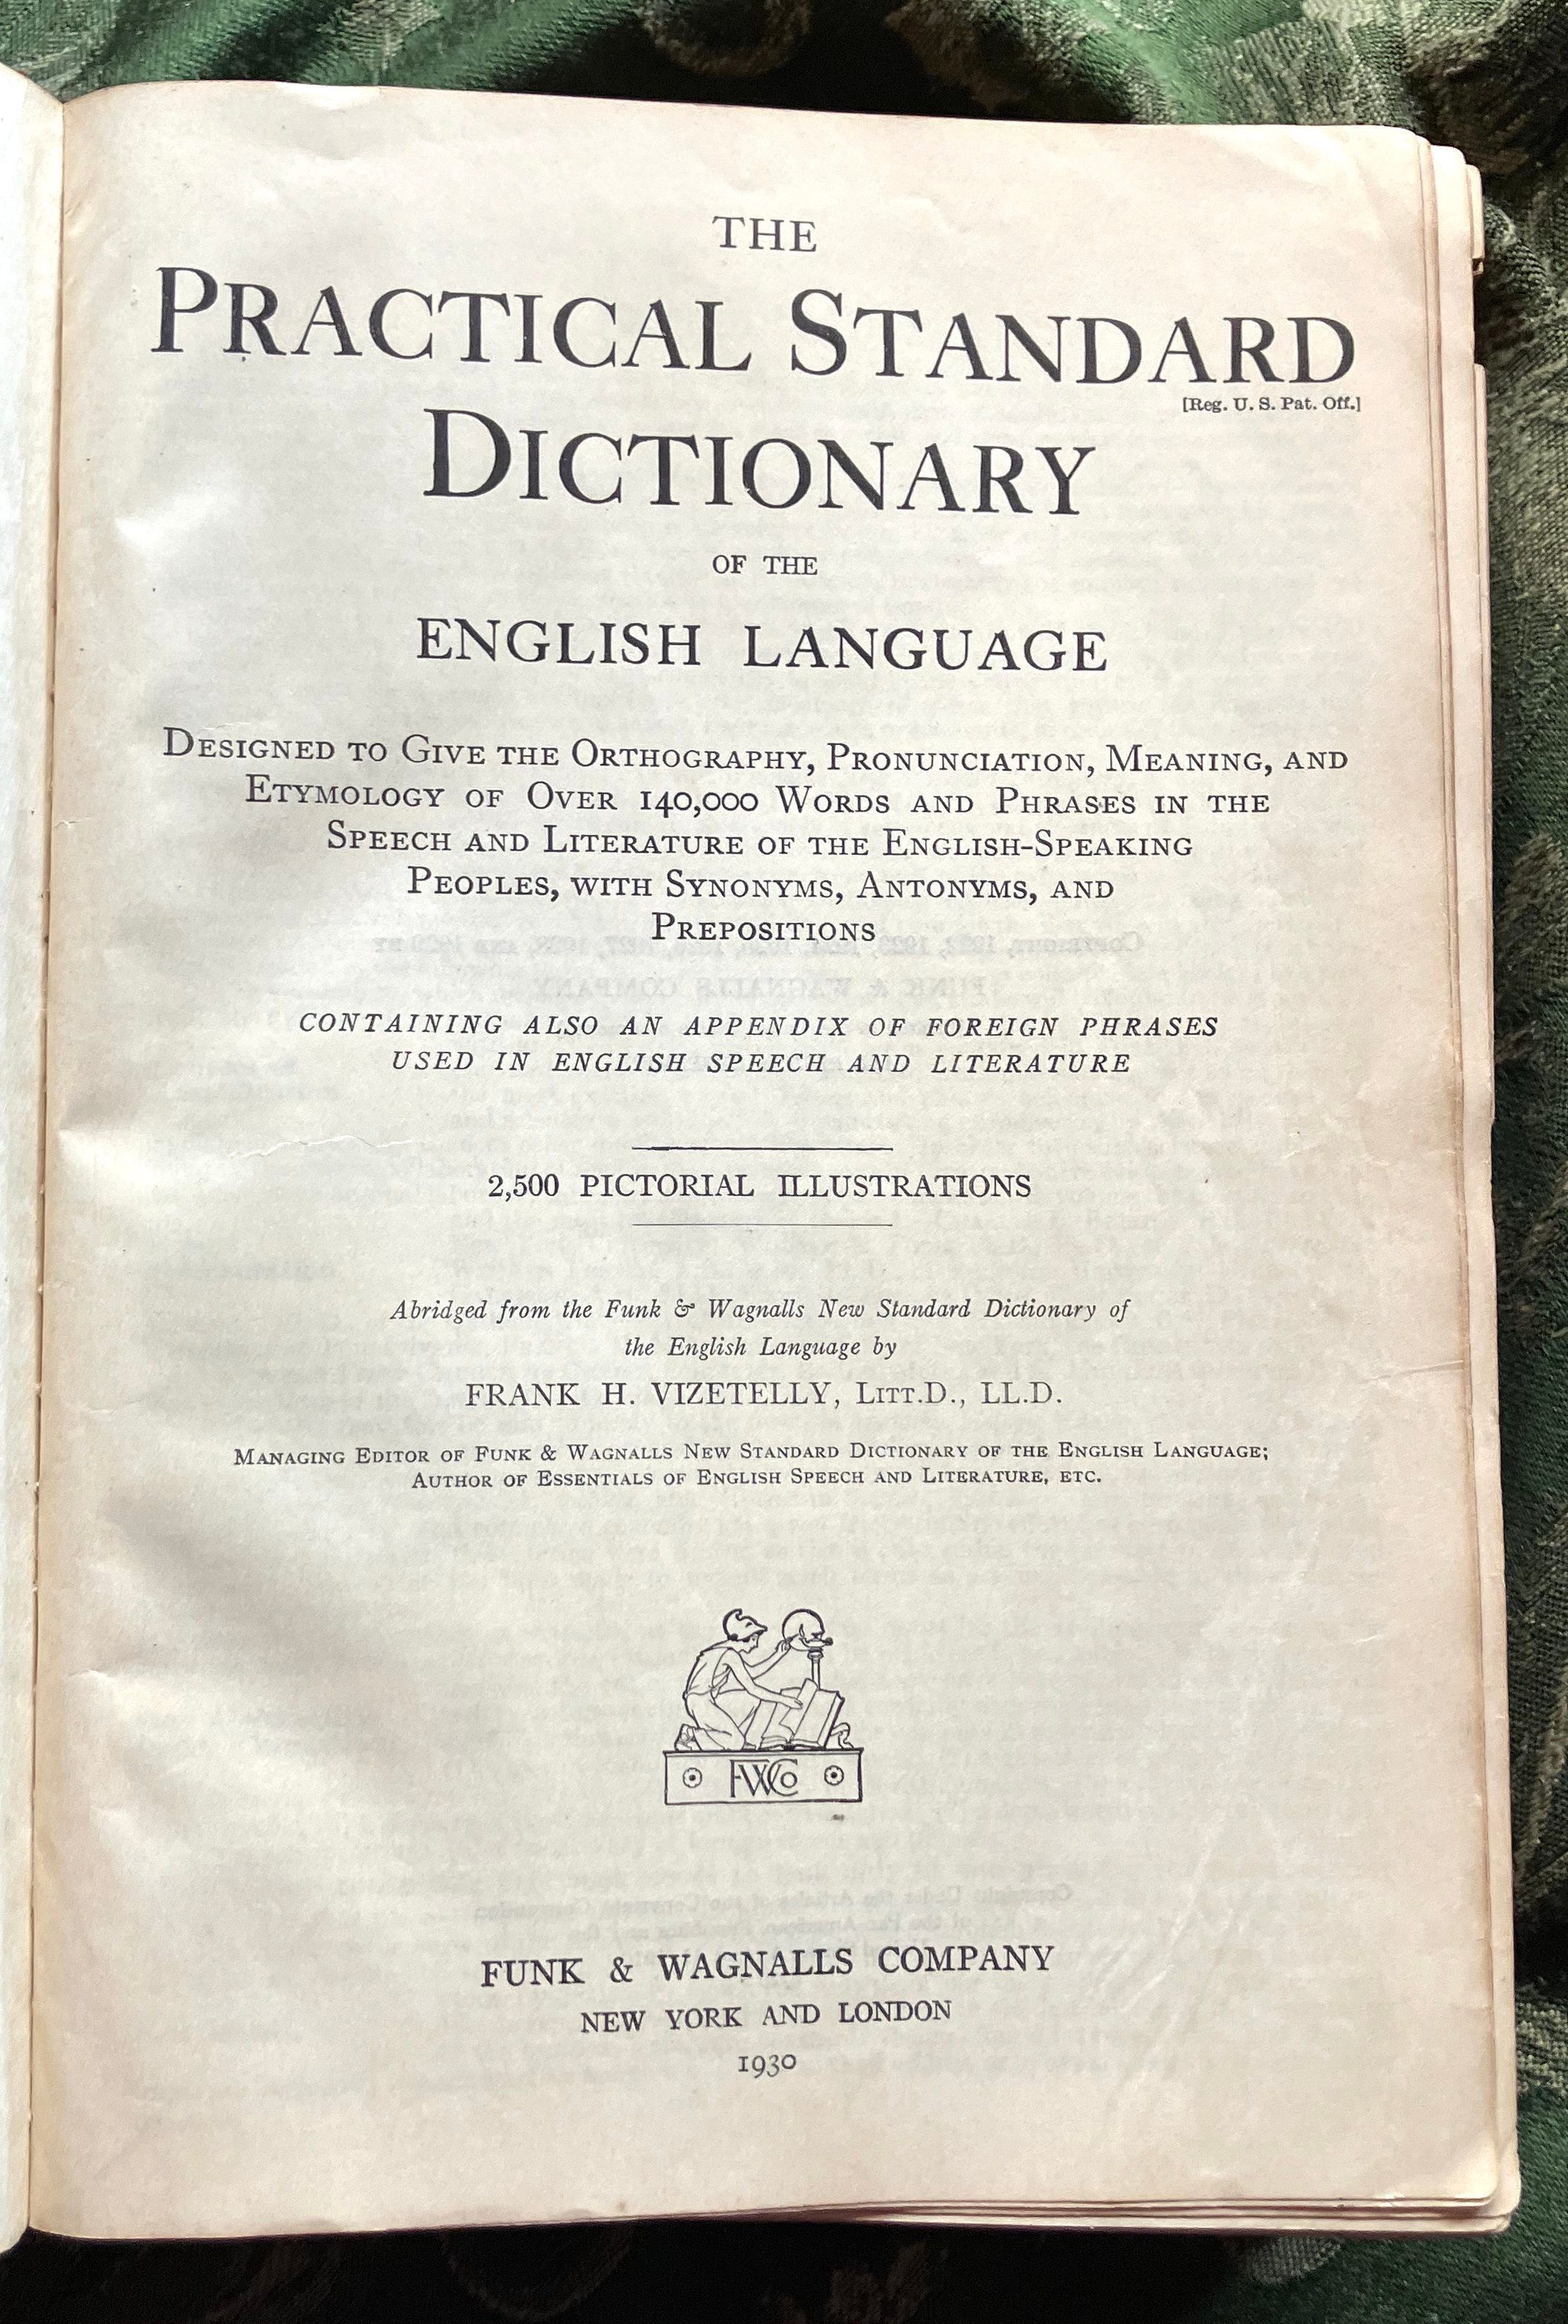 THE
PRACTICAL STANDARD
[Reg. U. S. Pat. Off.]
DICTIONARY
OF THE
ENGLISH LANGUAGE
DESIGNED TO GIVE THE ORTHOGRAPHY, PRONUNCIATION, MEANING, AND
ETYMOLOGY OF OVER 140,000 WORDS AND PHRASES IN THE
SPEECH AND LITERATURE OF THE ENGLISH-SPEAKING
PEOPLES, WITH SYNONYMS, ANTONYMS, AND
PREPOSITIONS
CONTAINING ALSO AN APPENDIX OF FOREIGN PHRASES
USED IN ENGLISH SPEECH AND LITERATURE
2,500 PICTORIAL ILLUSTRATIONS
Abridged from the Funk & Wagnalls New Standard Dictionary of
the English Language by
FRANK H. VIZETELLY, LITT.D., LL.D.
MANAGING EDITOR OF FUNK & WAGNALLS NEW STANDARD DICTIONARY OF THE ENGLISH LANGUAGE;
AUTHOR OF ESSENTIALS OF ENGLISH SPEECH AND LITERATURE, ETC.
FWCo
FUNK & WAGNALLS COMPANY
NEW YORK AND LONDON
1930